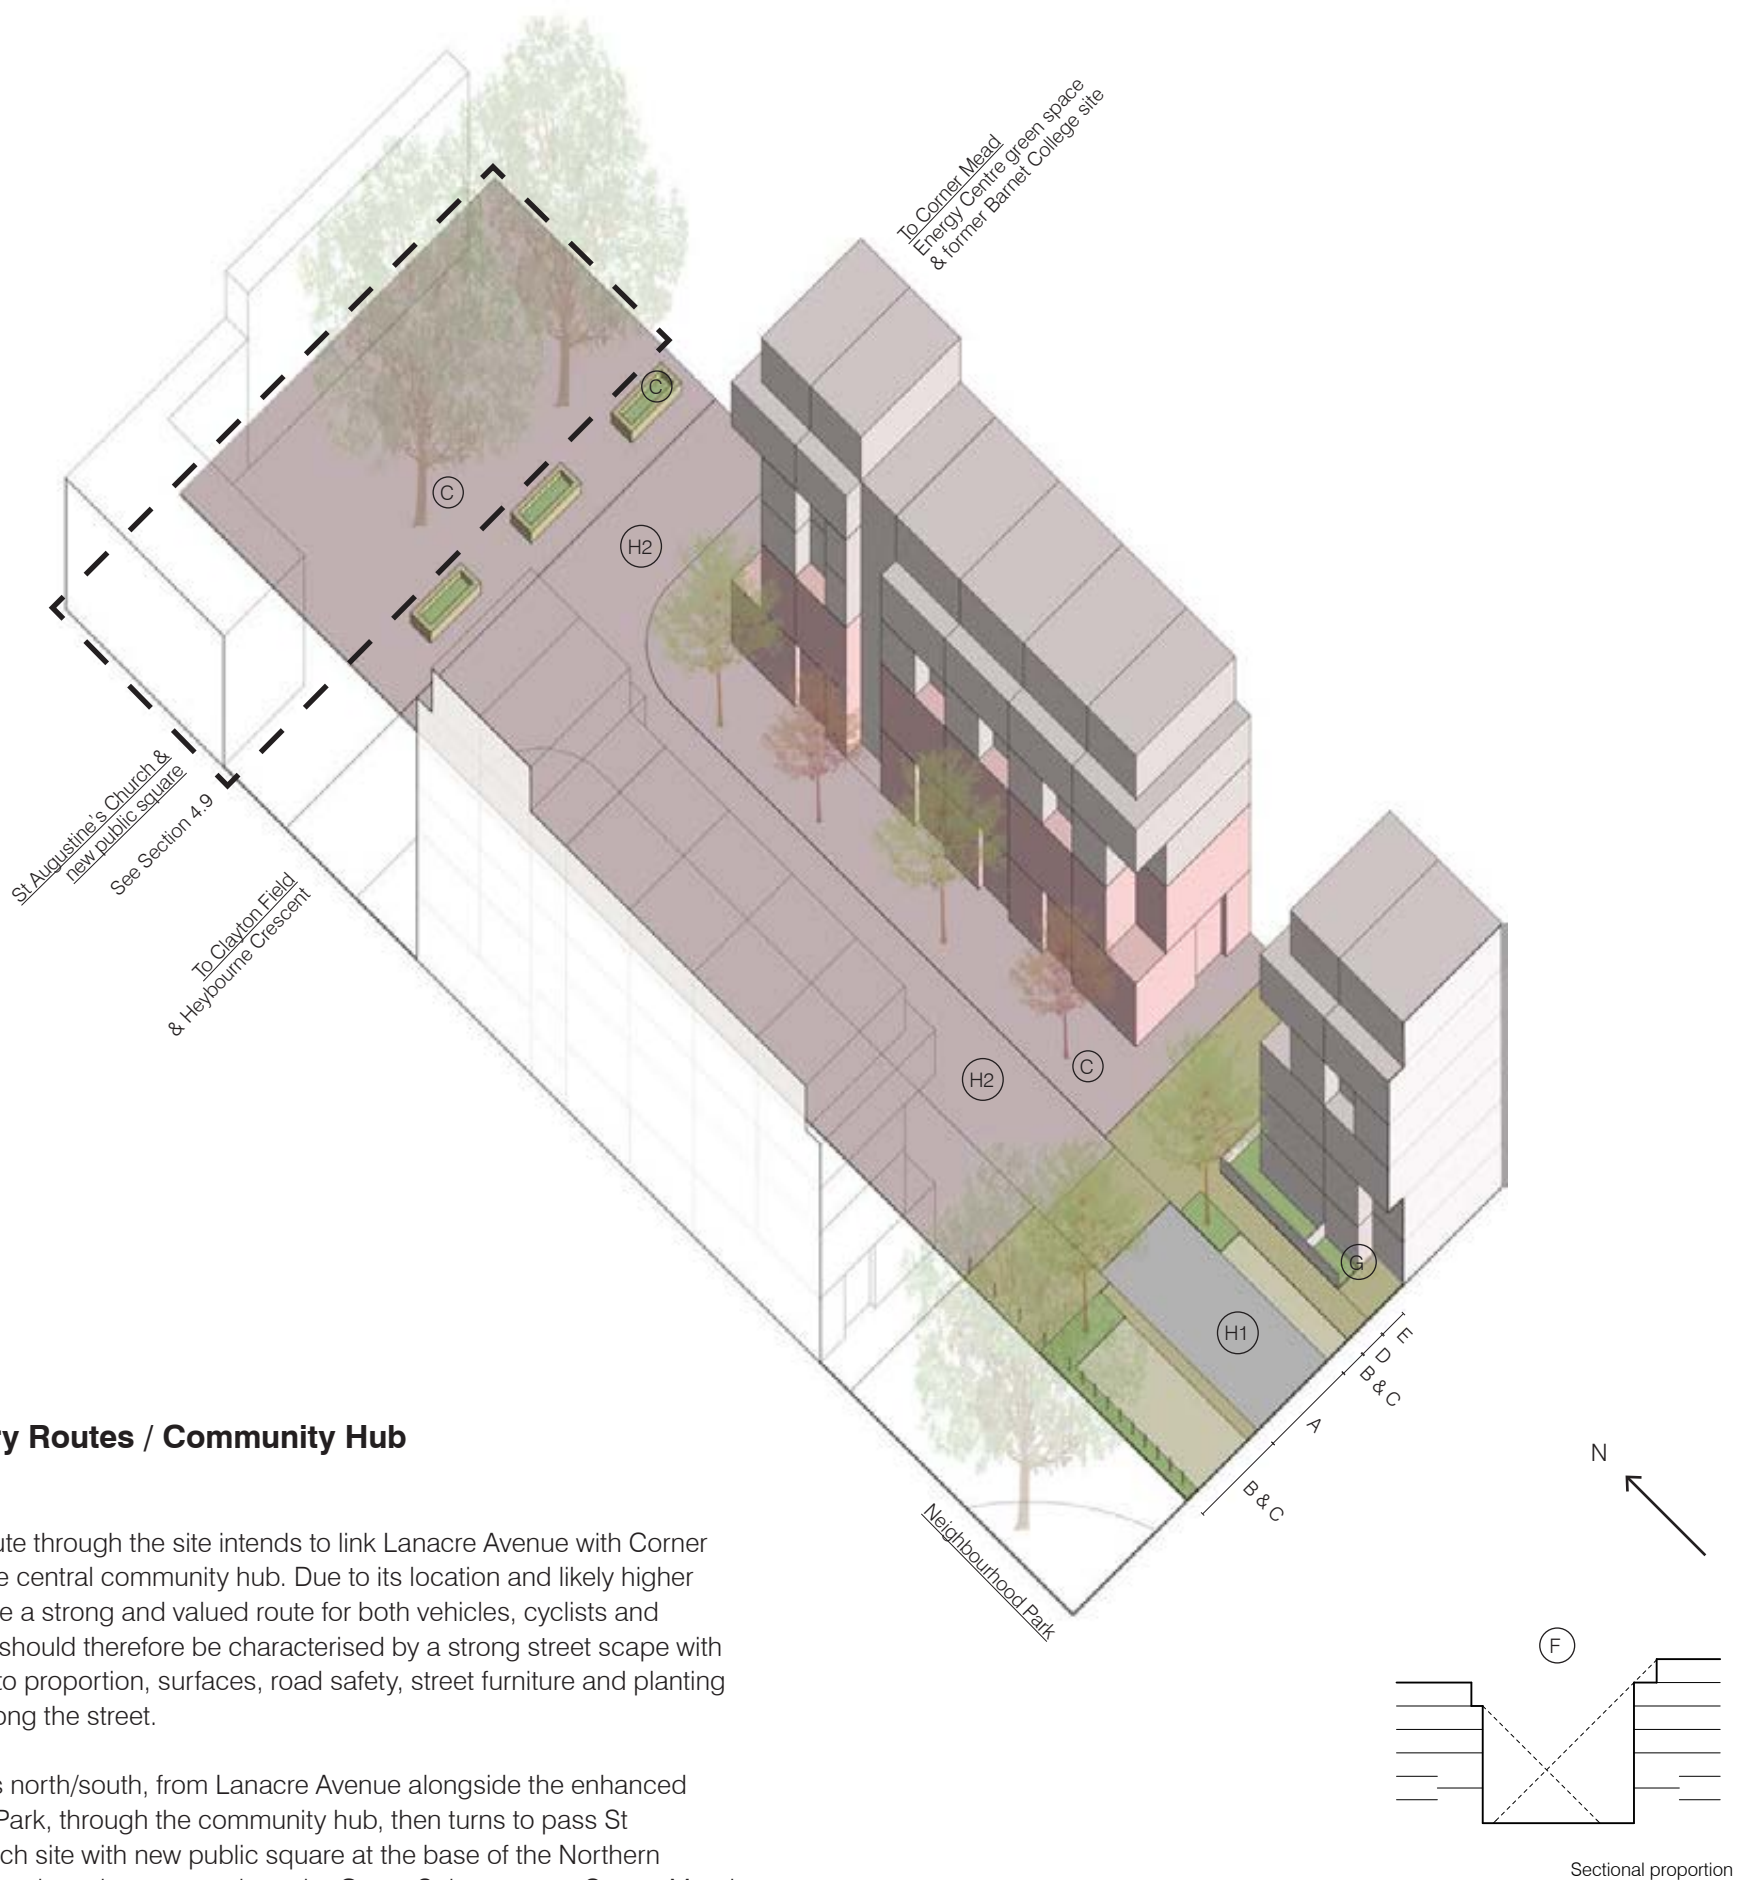 To Corner Mead
Energy Centre green space
& former Barnet College site
C
C
H2
St Augustine's Church &
new public square
See Section 4.9
To Clayton Field
& Heybourne Crescent
H2
C
G
H1
E
D
B & C
A
B & C
Neighbourhood Park
N
F
Sectional proportion
y Routes / Community Hub
ute through the site intends to link Lanacre Avenue with Corner
e central community hub. Due to its location and likely higher
e a strong and valued route for both vehicles, cyclists and
should therefore be characterised by a strong street scape with
to proportion, surfaces, road safety, street furniture and planting
ong the street.
s north/south, from Lanacre Avenue alongside the enhanced
Park, through the community hub, then turns to pass St
ch site with new public square at the base of the Northern